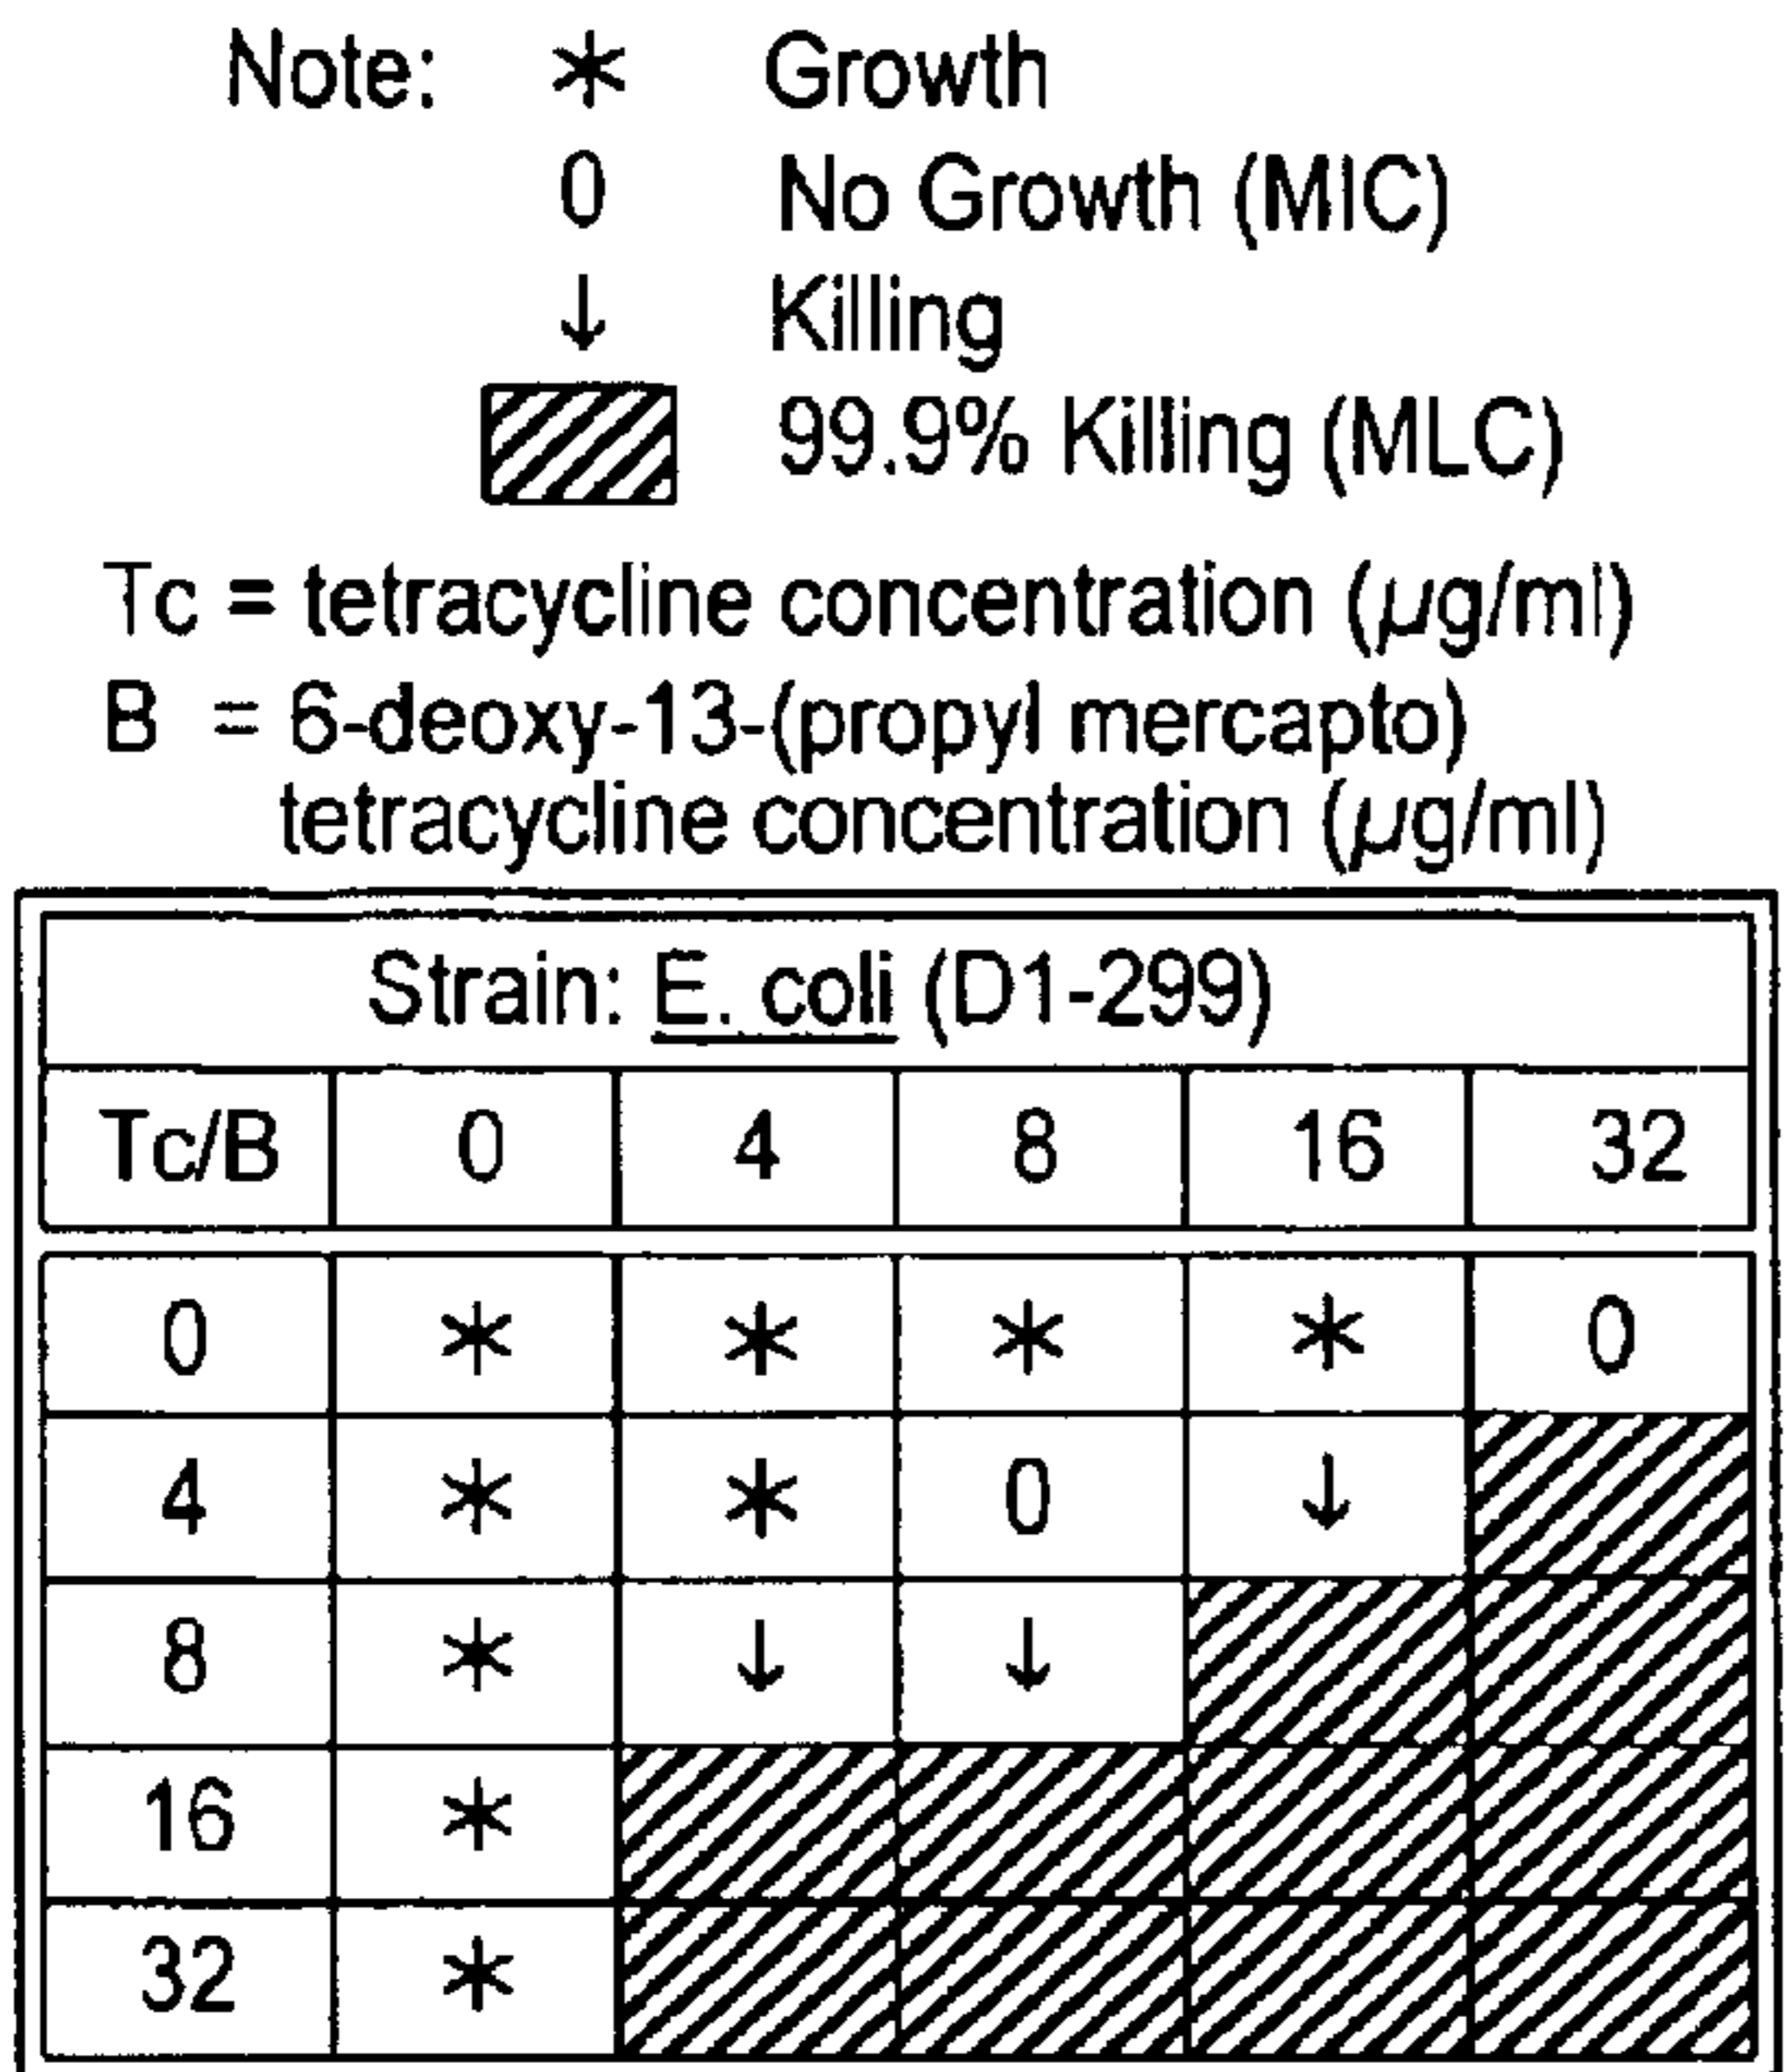 Note: * Growth
0 No Growth (MIC)
↓ Killing
99.9% Killing (MLC)
Tc = tetracycline concentration (µg/ml)
B = 6-deoxy-13-(propyl mercapto)
tetracycline concentration (µg/ml)
Strain: E. coli (D1-299)
Tc/B 0 4 8 16 32
0 * * * * 0
4 * * 0 ↓
8 * ↓ ↓
16 *
32 *